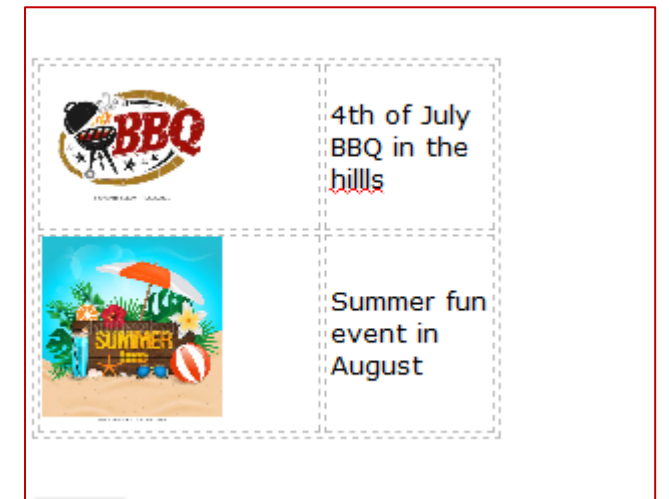 BBQ
4th of July
BBQ in the
hillls
SUMMER
Summer fun
event in
August